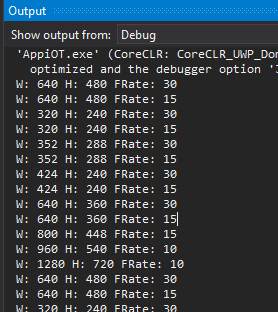 Output
Show output from: Debug
'AppiOT.exe' (CoreCLR: CoreCLR_UWP_Do
optimized and the debugger option '
W: 640 H: 480 FRate: 30
W: 640 H: 480 FRate: 15
W: 320 H: 240 FRate: 30
W: 320 H: 240 FRate: 15
W: 352 H: 288 FRate: 30
W: 352 H: 288 FRate: 15
W: 424 H: 240 FRate: 30
W: 424 H: 240 FRate: 15
W: 640 H: 360 FRate: 30
W: 640 H: 360 FRate: 15
W: 800 H: 448 FRate: 15
W: 960 H: 540 FRate: 10
W: 1280 H: 720 FRate: 10
W: 640 H: 480 FRate: 30
W: 640 H: 480 FRate: 15
W: 320 H: 240 FRate: 30